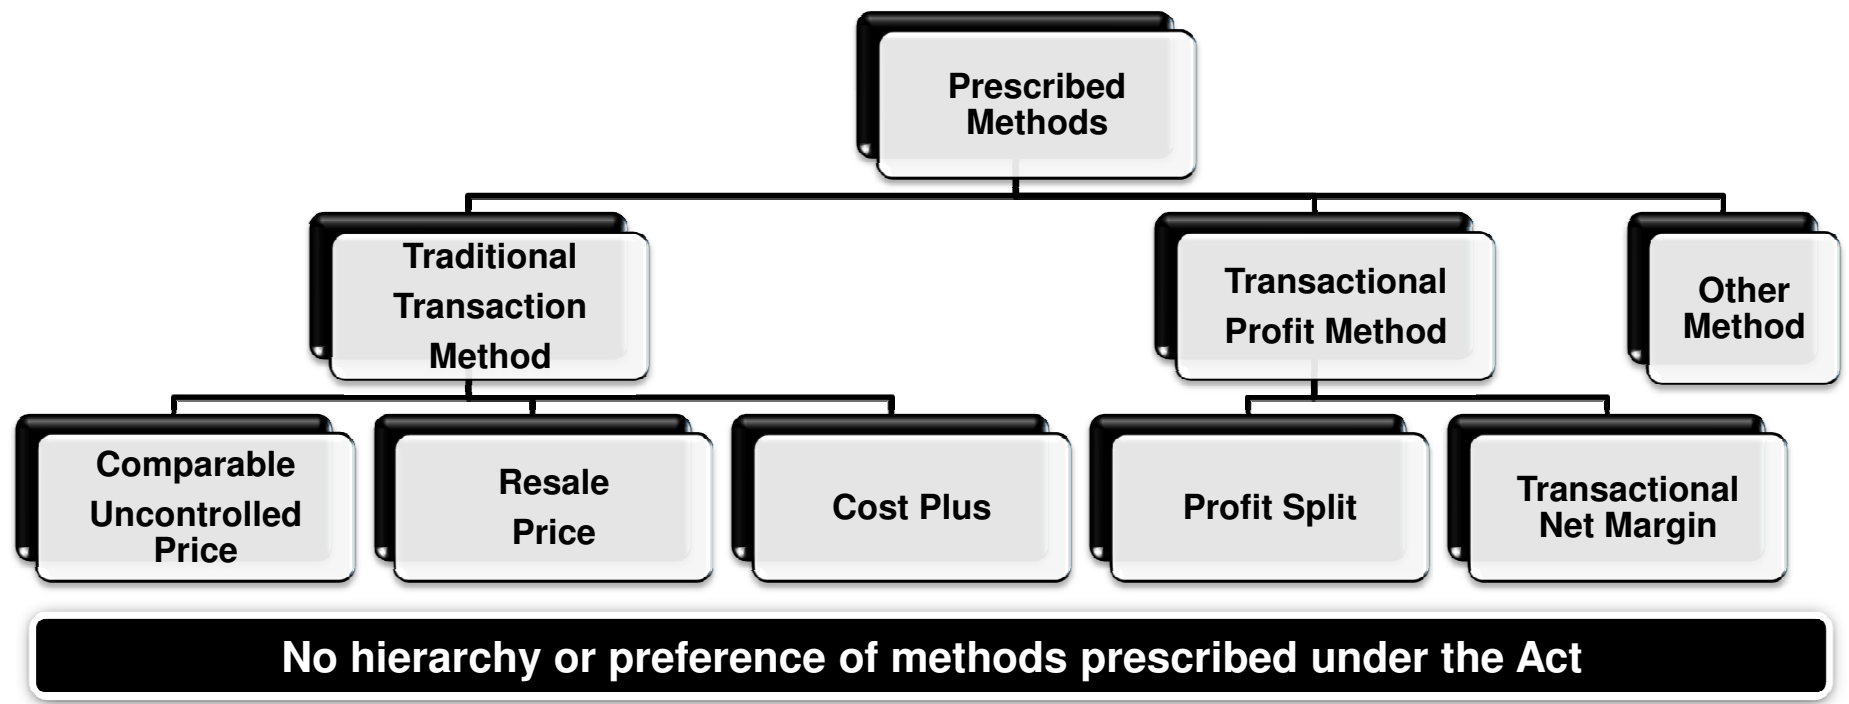 Prescribed
Methods
Traditional
Transaction
Method
Transactional
Profit Method
Other
Method
Comparable
Uncontrolled
Price
Resale
Price
Cost Plus
Profit Split
Transactional
Net Margin
No hierarchy or preference of methods prescribed under the Act